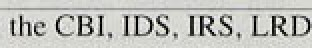 the CBI, IDS, IRS, LRD